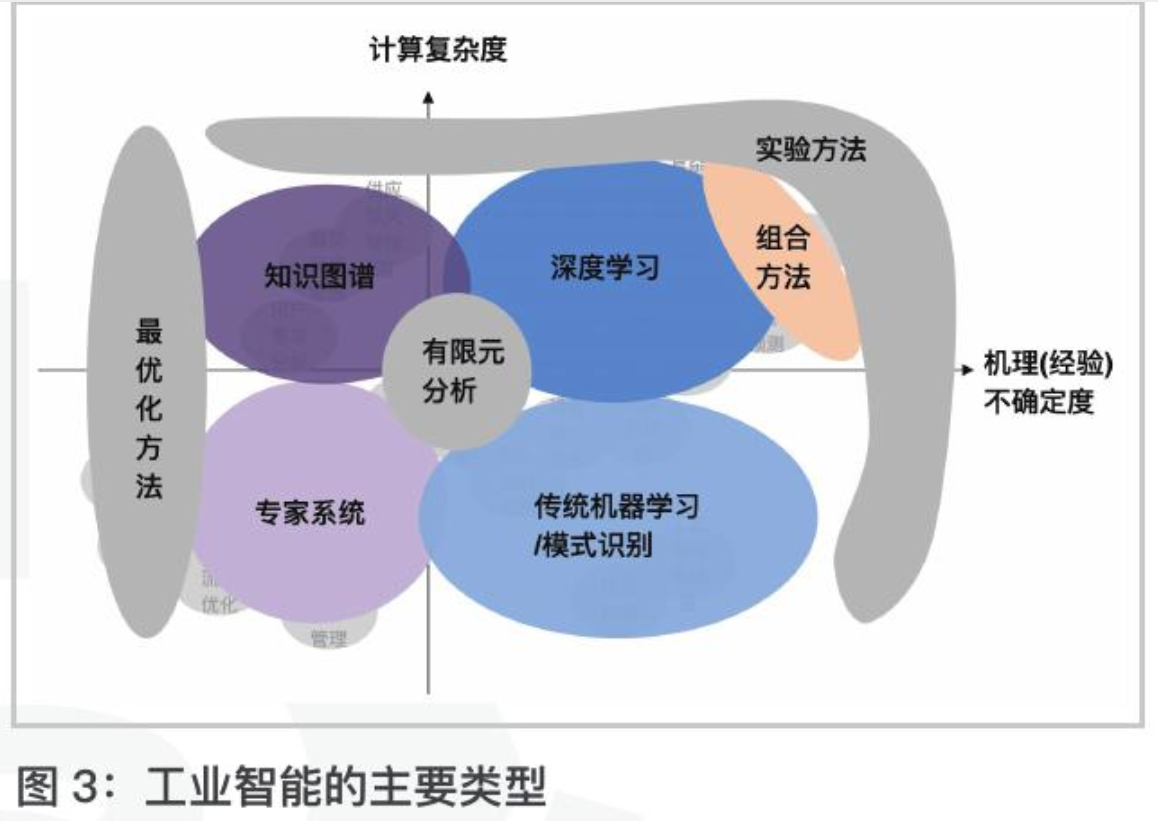 计算复杂度
实验方法
供应
组合
方法
知识图谱
深度学习
有限元
分析
最
优
化
方
法
机理(经验)
不确定度
专家系统
传统机器学习
/模式识别
优化
管理
图 3：工业智能的主要类型